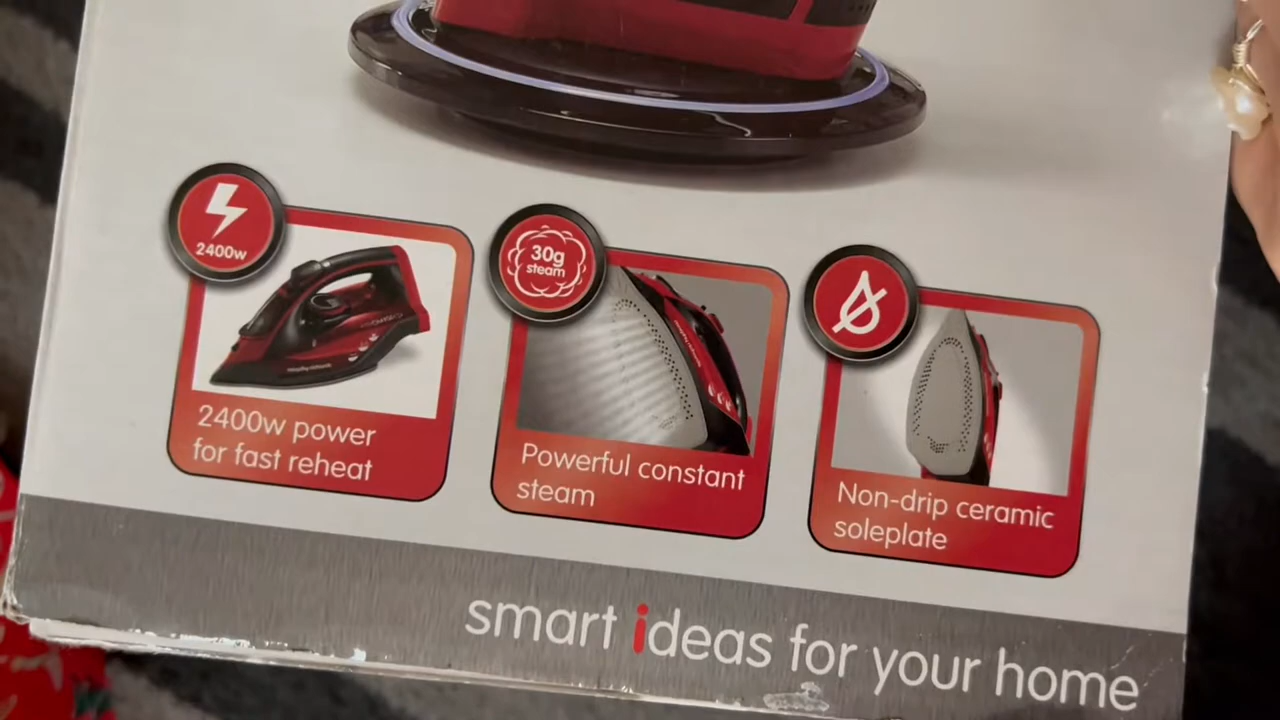 2400w
2400w power
for fast reheat
30g
steam
Powerful constant
steam
Non-drip ceramic
soleplate
smart ideas for your home